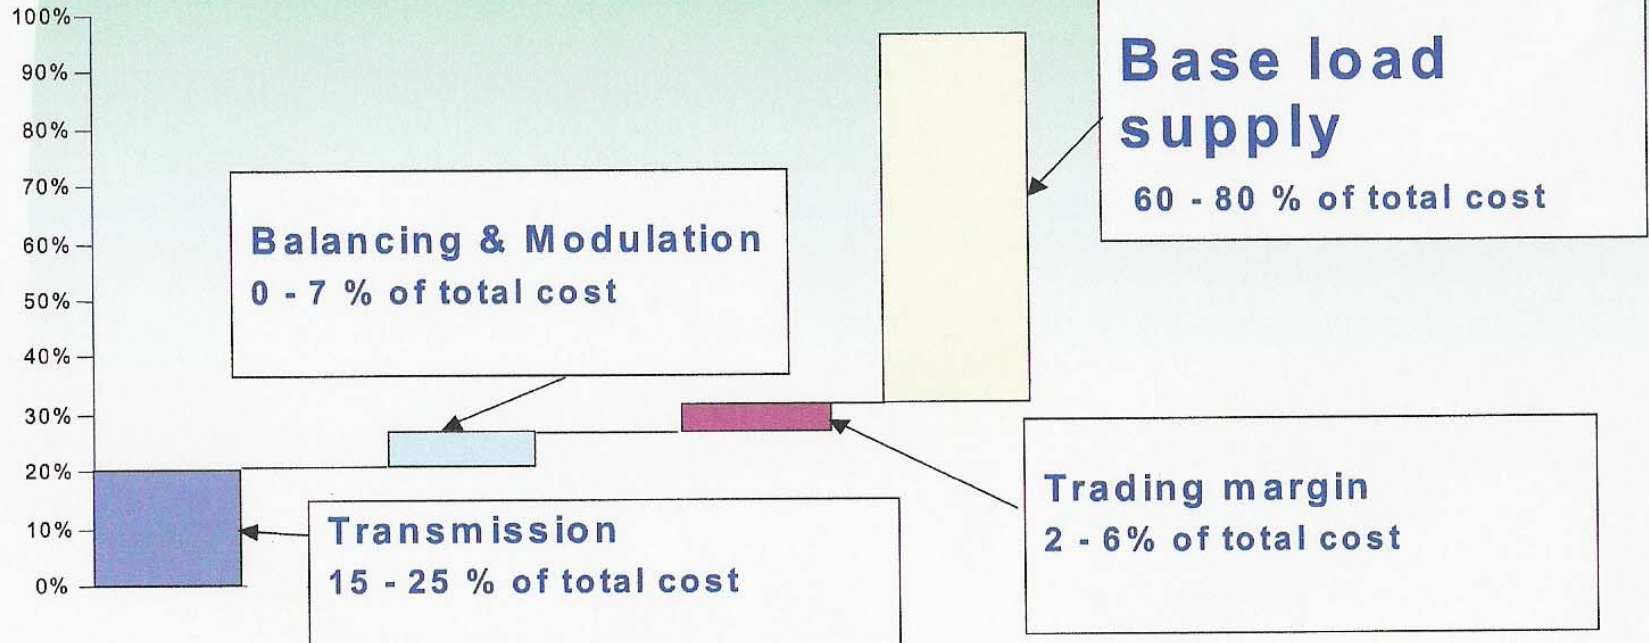 100%
90%
80%
70%
60%
50%
40%
30%
20%
10%
0%
Balancing & Modulation
0 - 7 % of total cost
Transmission
15 - 25 % of total cost
Base load
supply
60 - 80 % of total cost
Trading margin
2 - 6% of total cost